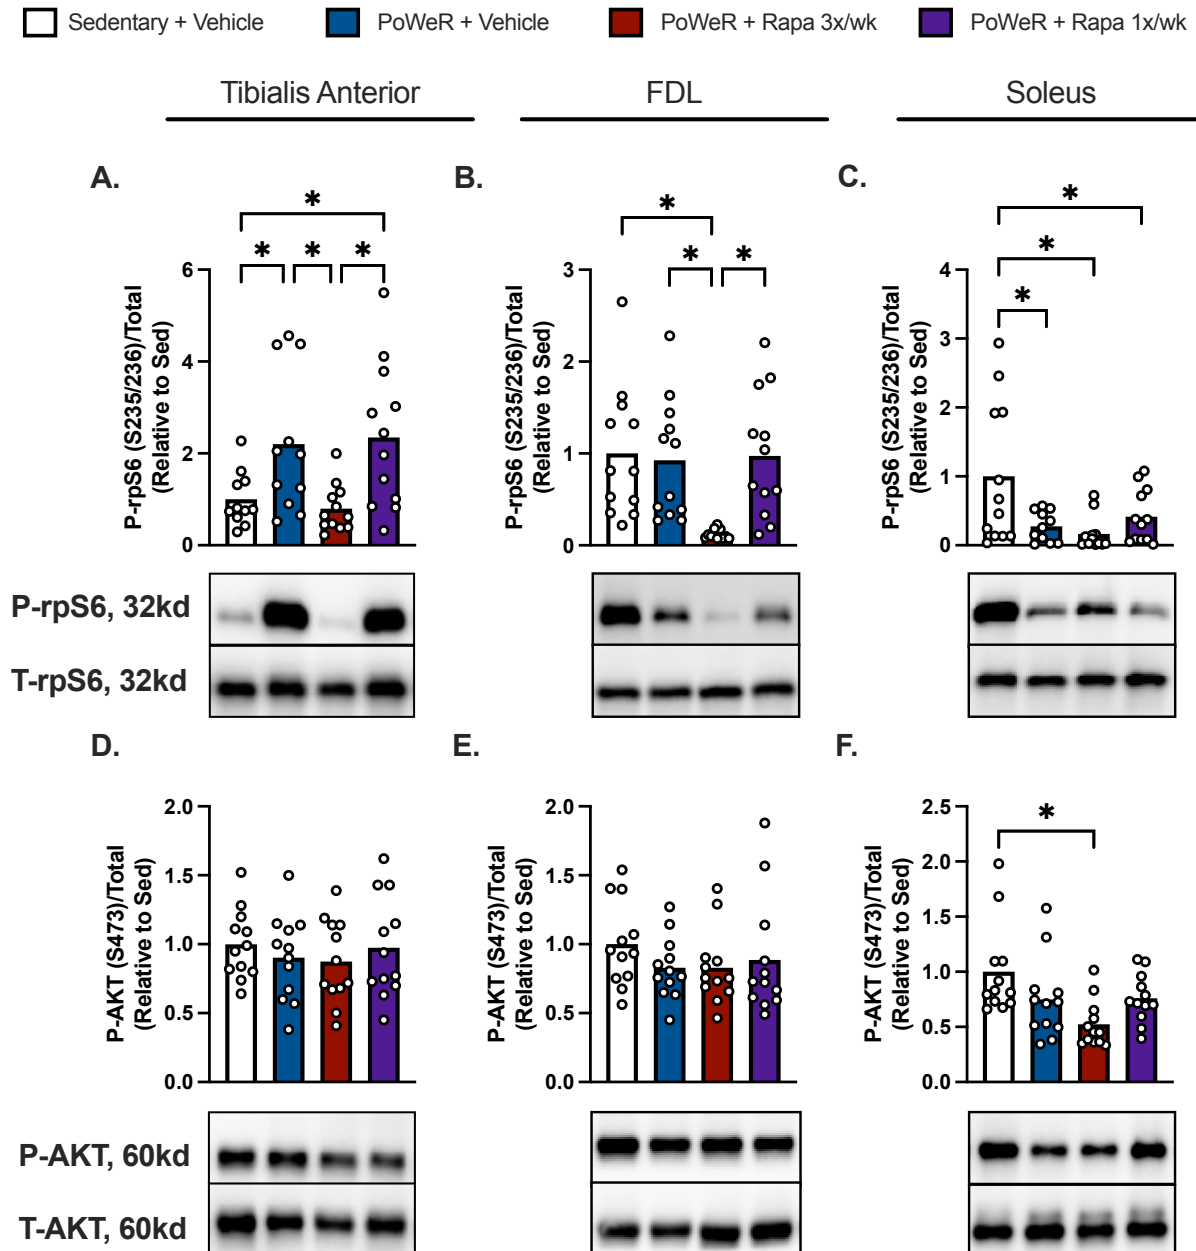 Sedentary + Vehicle
PoWeR + Vehicle
PoWeR + Rapa 3x/wk
PoWeR + Rapa 1x/wk
Tibialis Anterior
FDL
Soleus
A.
P-rpS6 (S235/236)/Total
(Relative to Sed)
6
4
2
0
* * * *
B.
P-rpS6 (S235/236)/Total
(Relative to Sed)
3
2
1
0
* * *
C.
P-rpS6 (S235/236)/Total
(Relative to Sed)
4
3
2
1
0
* * *
P-rpS6, 32kd
T-rpS6, 32kd
D.
P-AKT (S473)/Total
(Relative to Sed)
2.0
1.5
1.0
0.5
0.0
E.
P-AKT (S473)/Total
(Relative to Sed)
2.0
1.5
1.0
0.5
0.0
F.
P-AKT (S473)/Total
(Relative to Sed)
2.5
2.0
1.5
1.0
0.5
0.0
*
P-AKT, 60kd
T-AKT, 60kd